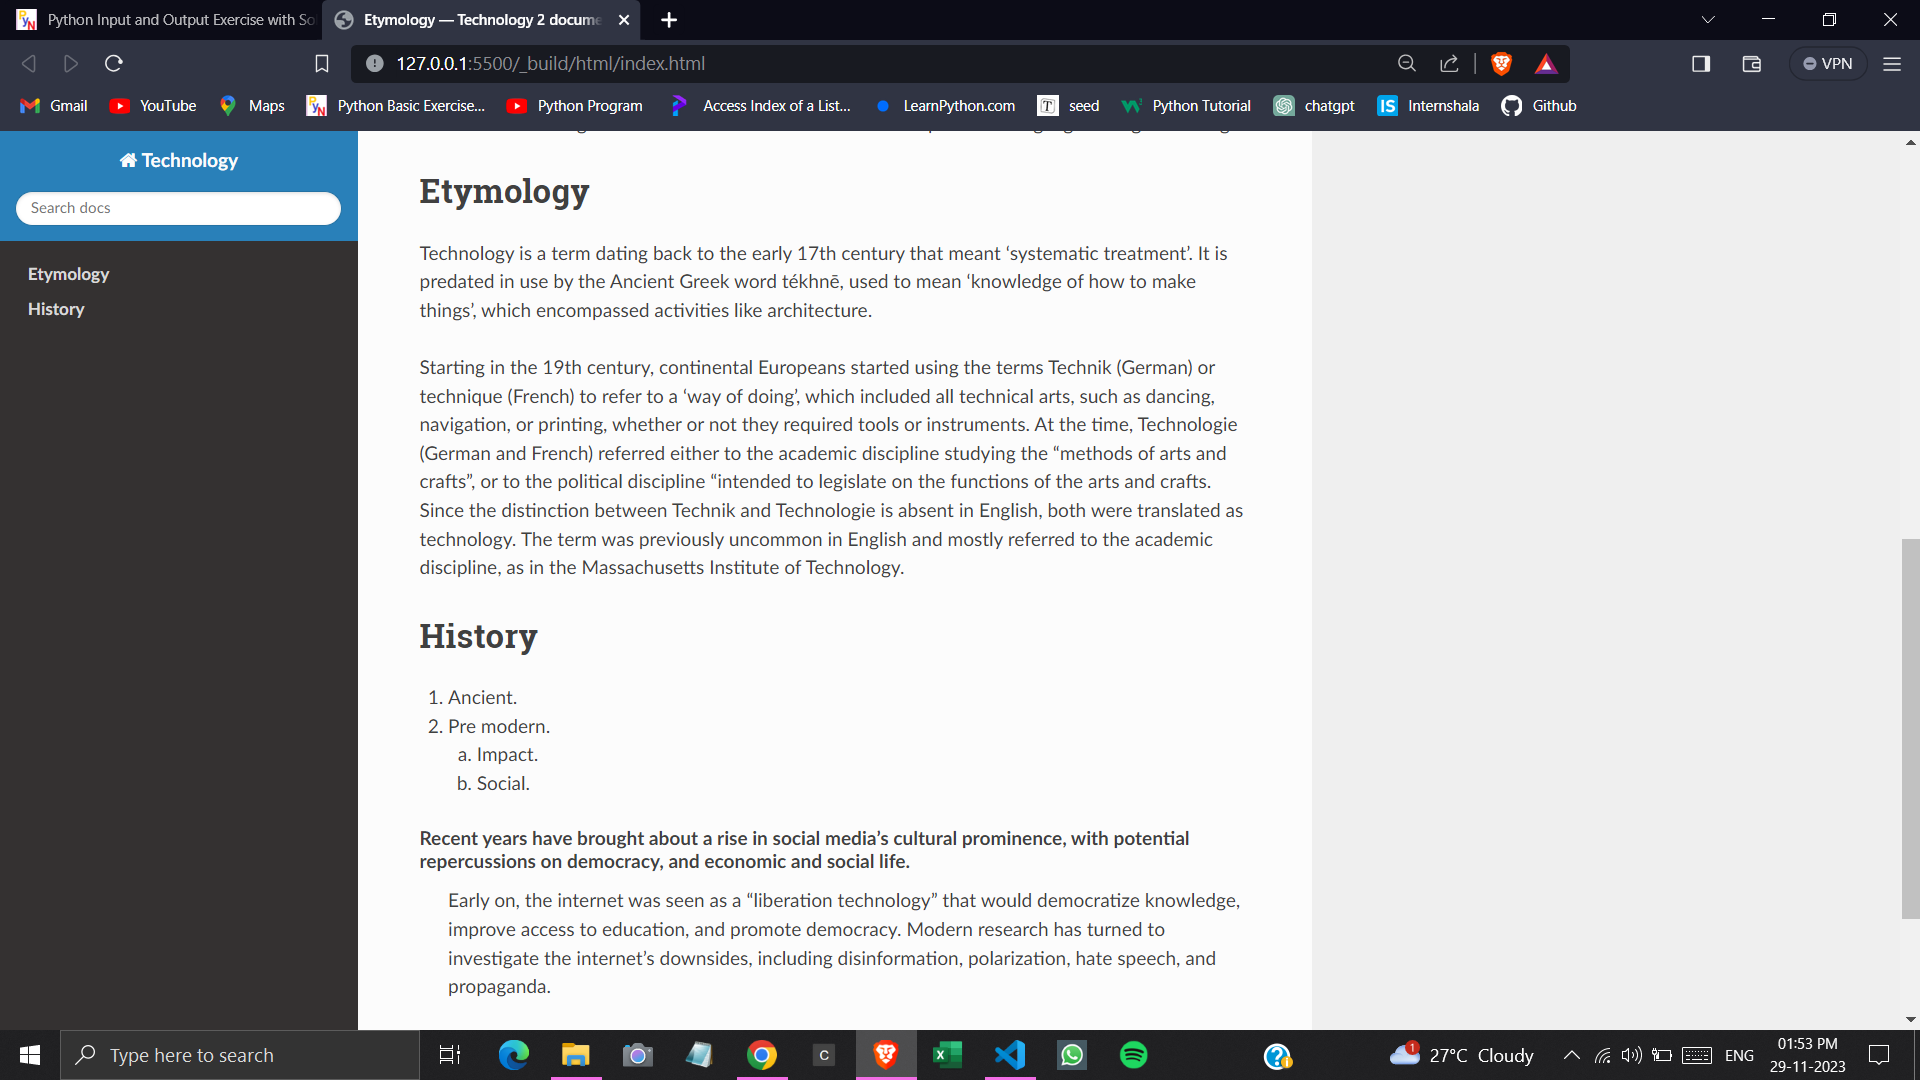 Python Input and Output Exercise with So
Etymology — Technology 2 docume
127.0.0.1:5500/_build/html/index.html
VPN
Gmail
YouTube
Maps
Python Basic Exercise...
Python Program
Access Index of a List...
LearnPython.com
seed
Python Tutorial
chatgpt
Internshala
Github
Technology
Search docs
Etymology
History
Etymology
Technology is a term dating back to the early 17th century that meant ‘systematic treatment’. It is
predated in use by the Ancient Greek word tékhnē, used to mean ‘knowledge of how to make
things’, which encompassed activities like architecture.
Starting in the 19th century, continental Europeans started using the terms Technik (German) or
technique (French) to refer to a ‘way of doing’, which included all technical arts, such as dancing,
navigation, or printing, whether or not they required tools or instruments. At the time, Technologie
(German and French) referred either to the academic discipline studying the “methods of arts and
crafts”, or to the political discipline “intended to legislate on the functions of the arts and crafts.
Since the distinction between Technik and Technologie is absent in English, both were translated as
technology. The term was previously uncommon in English and mostly referred to the academic
discipline, as in the Massachusetts Institute of Technology.
History
1. Ancient.
2. Pre modern.
a. Impact.
b. Social.
Recent years have brought about a rise in social media’s cultural prominence, with potential
repercussions on democracy, and economic and social life.
Early on, the internet was seen as a “liberation technology” that would democratize knowledge,
improve access to education, and promote democracy. Modern research has turned to
investigate the internet’s downsides, including disinformation, polarization, hate speech, and
propaganda.
Type here to search
C
1
27°C Cloudy
ENG
01:53 PM
29-11-2023